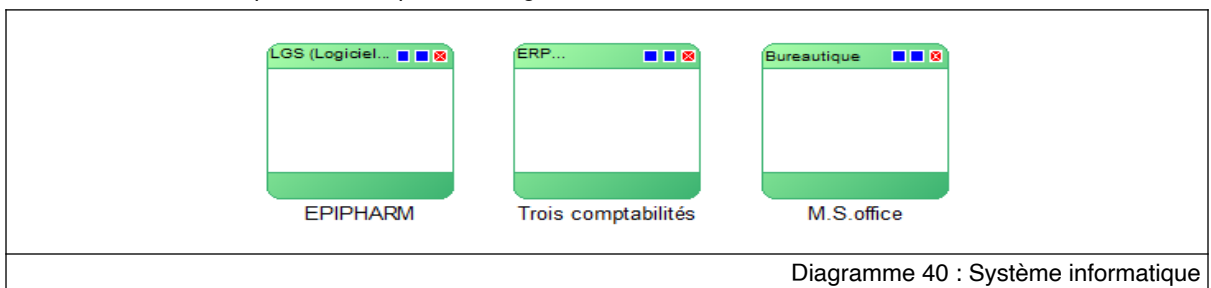 LGS (Logiciel...
ERP...
Bureautique
EPIPHARM
Trois comptabilités
M.S.office
Diagramme 40 : Système informatique